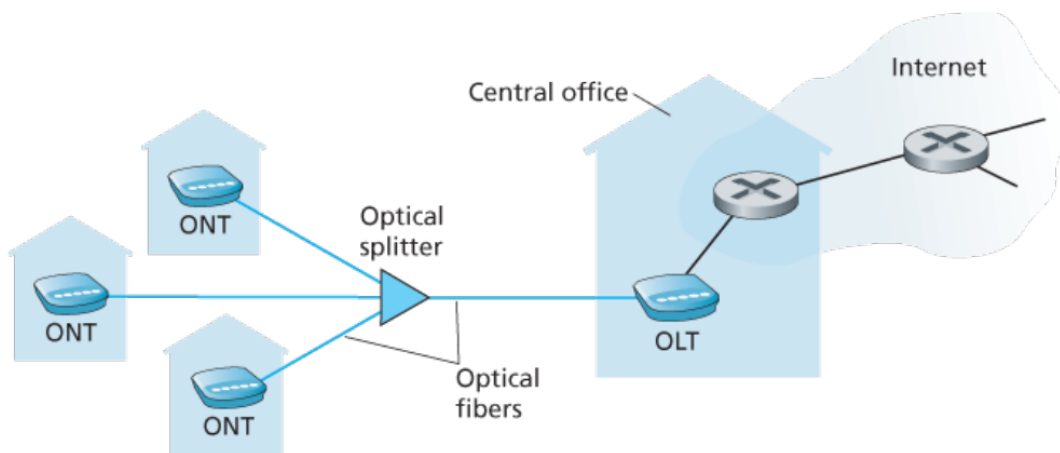 Internet
Central office
ONT
Optical
splitter
ONT
OLT
Optical
fibers
ONT